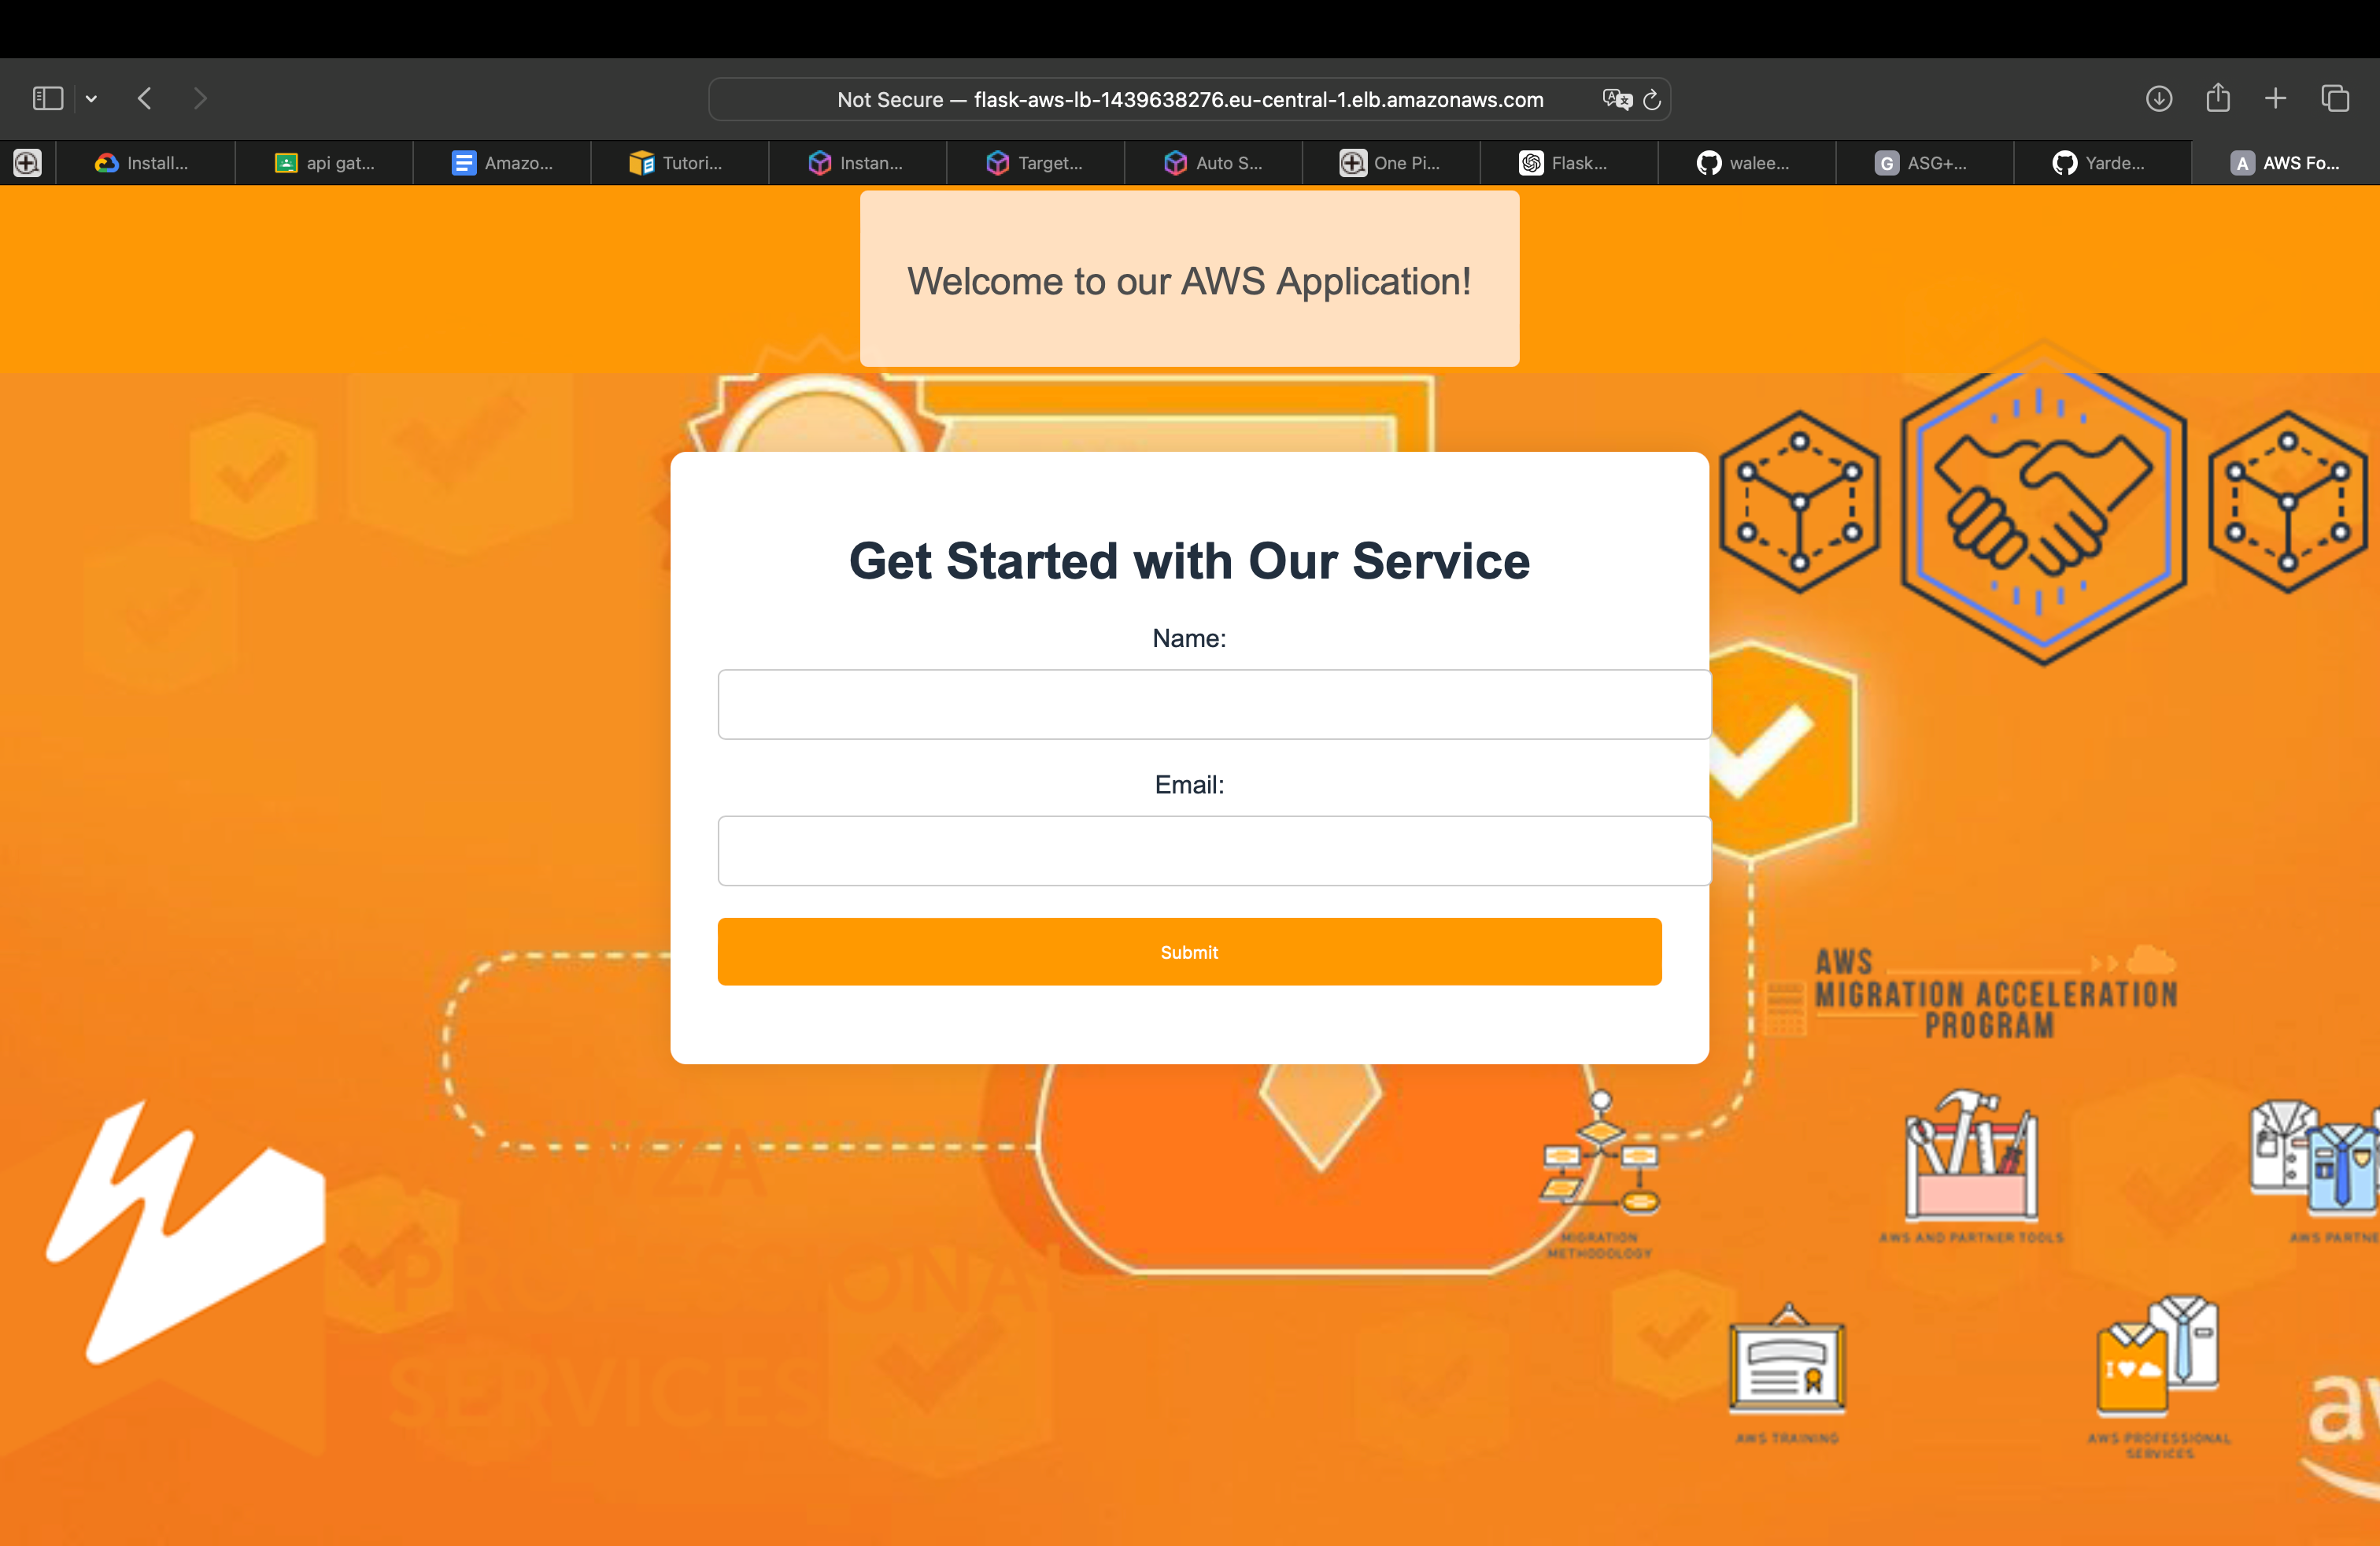 Not Secure — flask-aws-lb-1439638276.eu-central-1.elb.amazonaws.com
Install... api gat... Amazo... Tutori... Instan... Target... Auto S... One Pi... Flask... walee... G ASG+... Yarde... A AWS Fo...
Welcome to our AWS Application!
Get Started with Our Service
Name:
Email:
Submit
AWS
MIGRATION ACCELERATION
PROGRAM
MIGRATION
METHODOLOGY
AWS AND PARTNER TOOLS
AWS PARTNE
SERVICES
I
AWS TRAINING
AWS PROFESSIONAL
SERVICES
aw